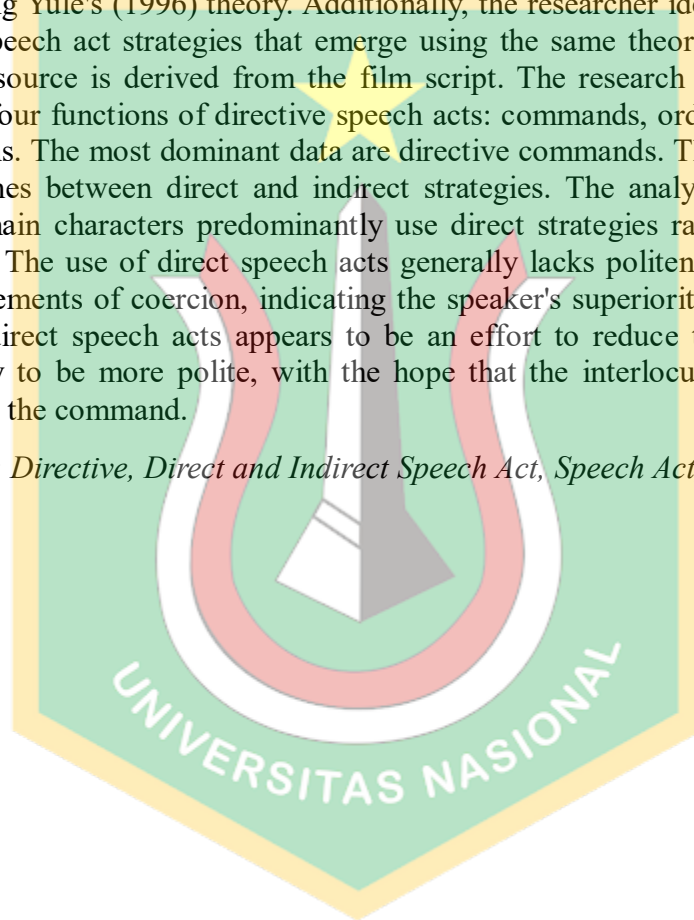 g Yule's (1996) theory. Additionally, the researcher ide
peech act strategies that emerge using the same theor
source is derived from the film script. The research
four functions of directive speech acts: commands, ord
s. The most dominant data are directive commands. T
nes between direct and indirect strategies. The analy
ain characters predominantly use direct strategies ra
The use of direct speech acts generally lacks politen
ements of coercion, indicating the speaker's superiorit
direct speech acts appears to be an effort to reduce
y to be more polite, with the hope that the interlocu
the command.
Directive, Direct and Indirect Speech Act, Speech Act
UNIVERSITAS NASIONAL